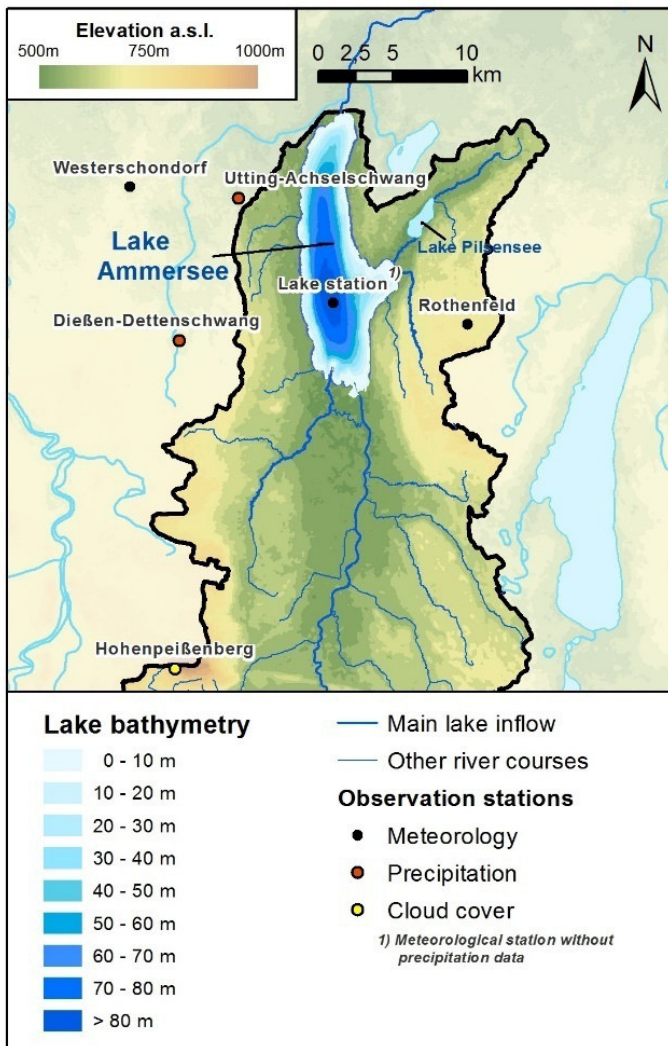 Elevation a.s.l.
500m 750m 1000m
0 2.5 5 10
km
N
Westerschondorf
Utting-Achselschwang
Lake
Ammersee
Lake Pilsensee
1)
Lake station
Rothenfeld
Dießen-Dettenschwang
Hohenpeißenberg
Lake bathymetry
0 - 10 m
10 - 20 m
20 - 30 m
30 - 40 m
40 - 50 m
50 - 60 m
60 - 70 m
70 - 80 m
> 80 m
Main lake inflow
Other river courses
Observation stations
Meteorology
Precipitation
Cloud cover
1) Meteorological station without
precipitation data